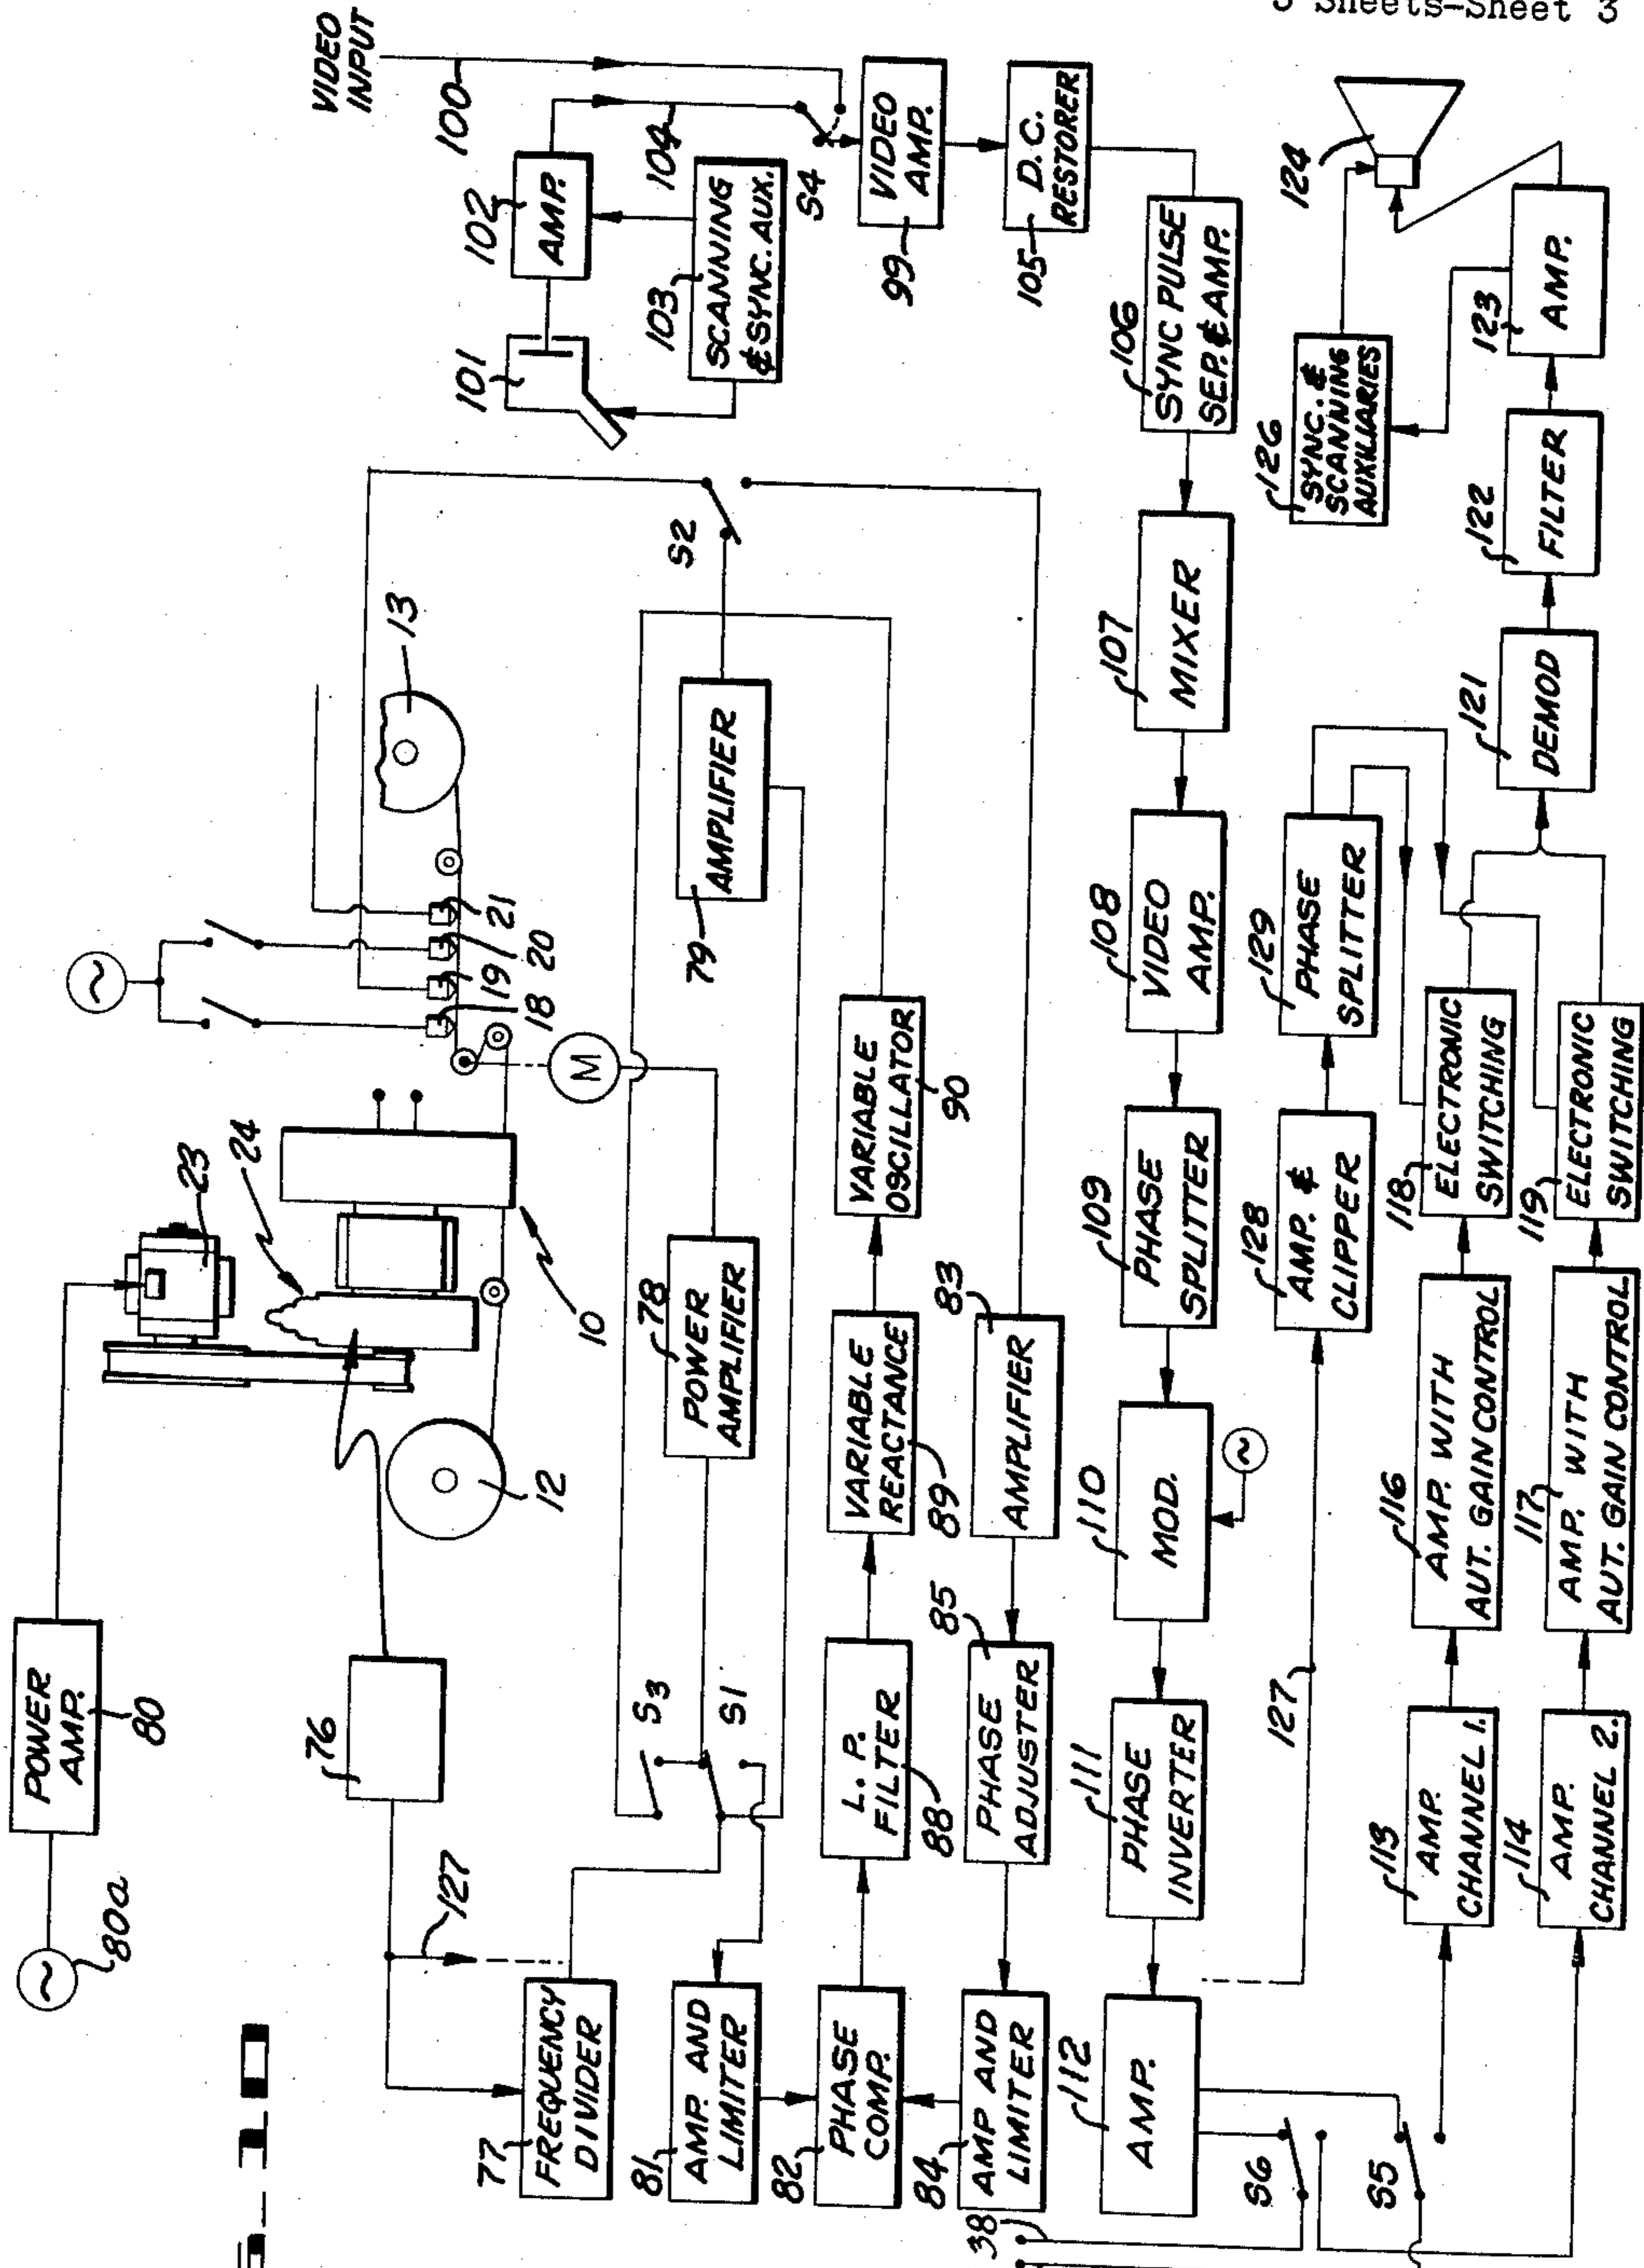 3 Sheets-Sheet 3
VIDEO
INPUT
100
102
AMP.
104
101
103
SCANNING
& SYNC. AUX.
S4
VIDEO
AMP.
99
D. C.
RESTORER
105
SYNC PULSE
SEP. & AMP.
106
MIXER
107
VIDEO
AMP.
108
PHASE
SPLITTER
109
MOD.
110
PHASE
INVERTER
111
AMP.
112
S6
S5
38
POWER
AMP.
80
80a
23
24
10
12
13
18
19
20
21
M
76
127
FREQUENCY
DIVIDER
77
S3
S1
S2
POWER
AMPLIFIER
78
AMPLIFIER
79
AMP. AND
LIMITER
81
PHASE
COMP.
82
L. P.
FILTER
88
VARIABLE
REACTANCE
89
VARIABLE
OSCILLATOR
90
AMPLIFIER
83
PHASE
ADJUSTER
85
AMP AND
LIMITER
84
127
AMP. &
CLIPPER
128
PHASE
SPLITTER
129
AMP.
CHANNEL 1.
113
AMP.
CHANNEL 2.
114
AMP. WITH
AUT. GAIN CONTROL
116
AMP. WITH
AUT. GAIN CONTROL
117
ELECTRONIC
SWITCHING
118
ELECTRONIC
SWITCHING
119
DEMOD
121
FILTER
122
AMP.
123
SYNC. &
SCANNING
AUXILIARIES
126
124